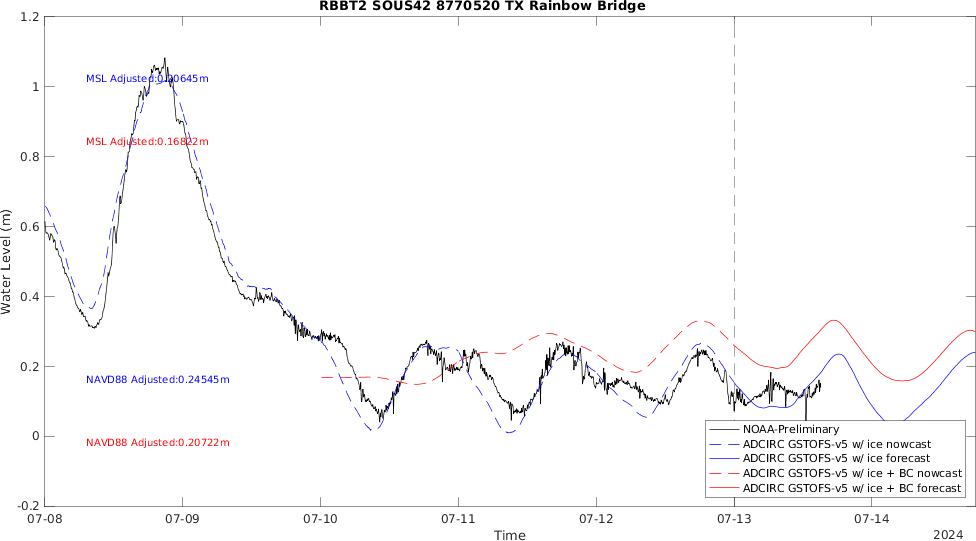 RBBT2 SOUS42 8770520 TX Rainbow Bridge
1.2
1
0.8
0.6
0.4
0.2
0
-0.2
Water Level (m)
MSL Adjusted:0.20645m
MSL Adjusted:0.16822m
NAVD88 Adjusted:0.24545m
NAVD88 Adjusted:0.20722m
NOAA-Preliminary
ADCIRC GSTOFS-v5 w/ ice nowcast
ADCIRC GSTOFS-v5 w/ ice forecast
ADCIRC GSTOFS-v5 w/ ice + BC nowcast
ADCIRC GSTOFS-v5 w/ ice + BC forecast
07-08 07-09 07-10 07-11 07-12 07-13 07-14
Time
2024